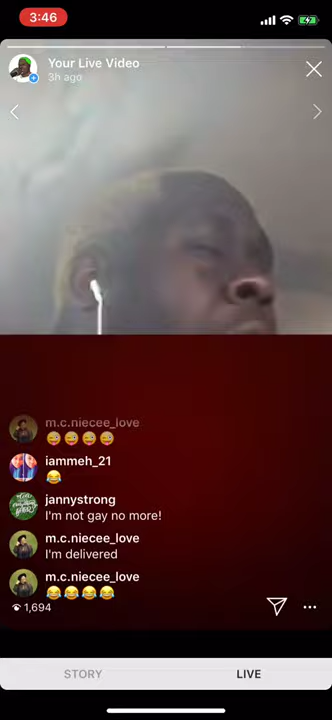 3:46
Your Live Video
3h ago
m.c.niecee_love
😜😜😜😜
iammeh_21
😂
jannystrong
I'm not gay no more!
m.c.niecee_love
I'm delivered
m.c.niecee_love
😂😂😂😂
1,694
STORY LIVE